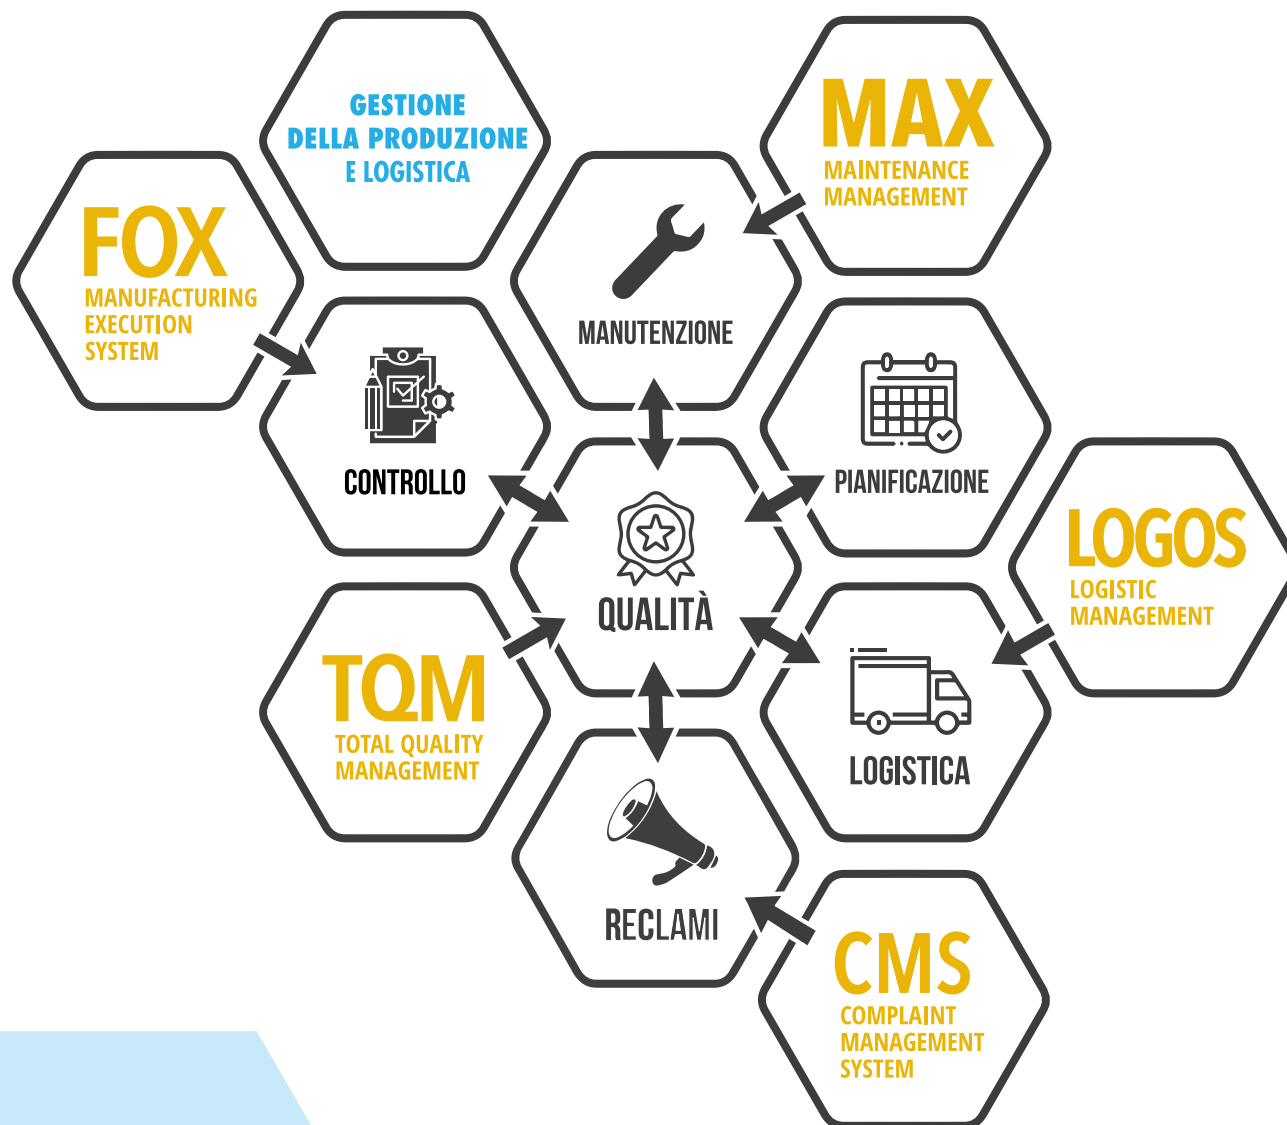 GESTIONE
DELLA PRODUZIONE
E LOGISTICA
MAX
MAINTENANCE
MANAGEMENT
FOX
MANUFACTURING
EXECUTION
SYSTEM
MANUTENZIONE
CONTROLLO
PIANIFICAZIONE
LOGOS
LOGISTIC
MANAGEMENT
QUALITÀ
TQM
TOTAL QUALITY
MANAGEMENT
LOGISTICA
RECLAMI
CMS
COMPLAINT
MANAGEMENT
SYSTEM